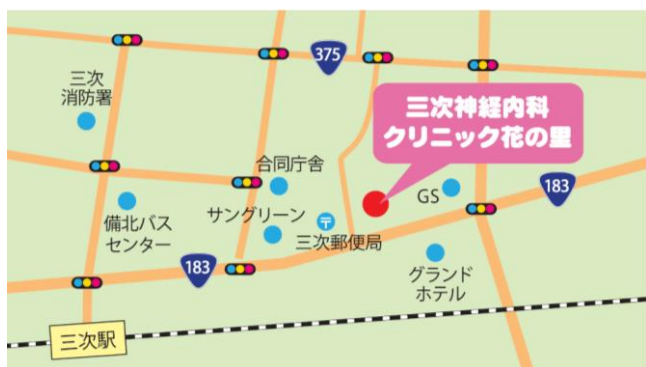 375
三次
消防署
三次神経内科
クリニック花の里
合同庁舎
GS
183
備北バス
センター
サングリーン
〒
三次郵便局
183
グランド
ホテル
三次駅